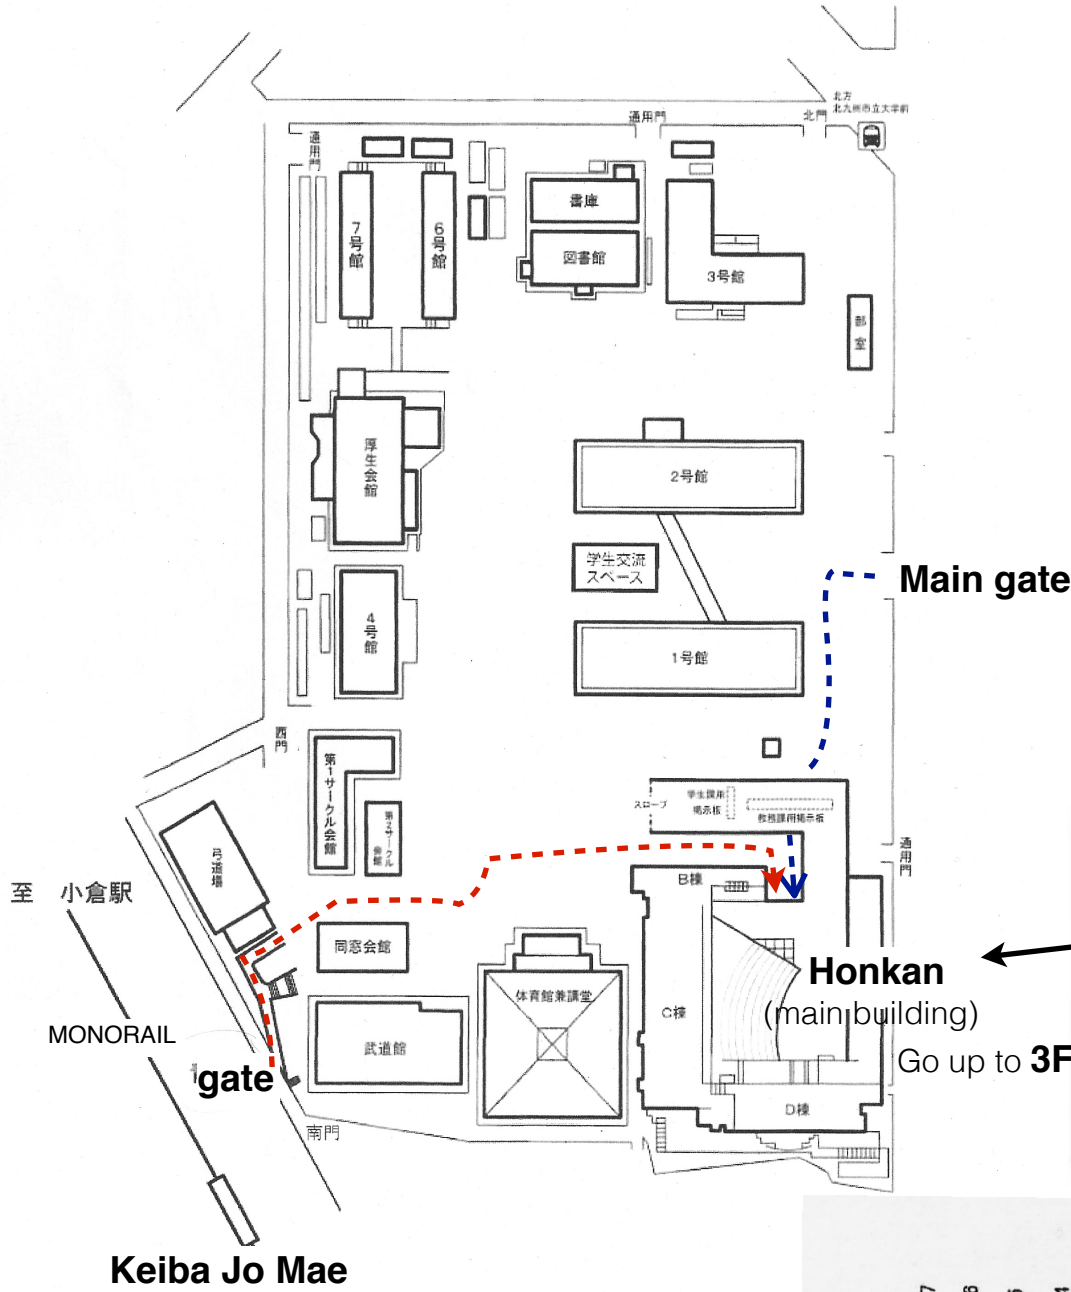 北方
北九州市立大学前
通用門
北門
通用門
7号館
6号館
書庫
図書館
3号館
部室
厚生会館
2号館
学生交流
スペース
Main gate
4号館
1号館
西門
第1サークル会館
第2サークル
会館
スロープ
学生課用
掲示板
教務課用掲示板
通用門
弓道場
至 小倉駅
B棟
同窓会館
体育館兼講堂
Honkan
(main building)
C棟
MONORAIL
武道館
Go up to 3F
gate
D棟
南門
Keiba Jo Mae
7
6